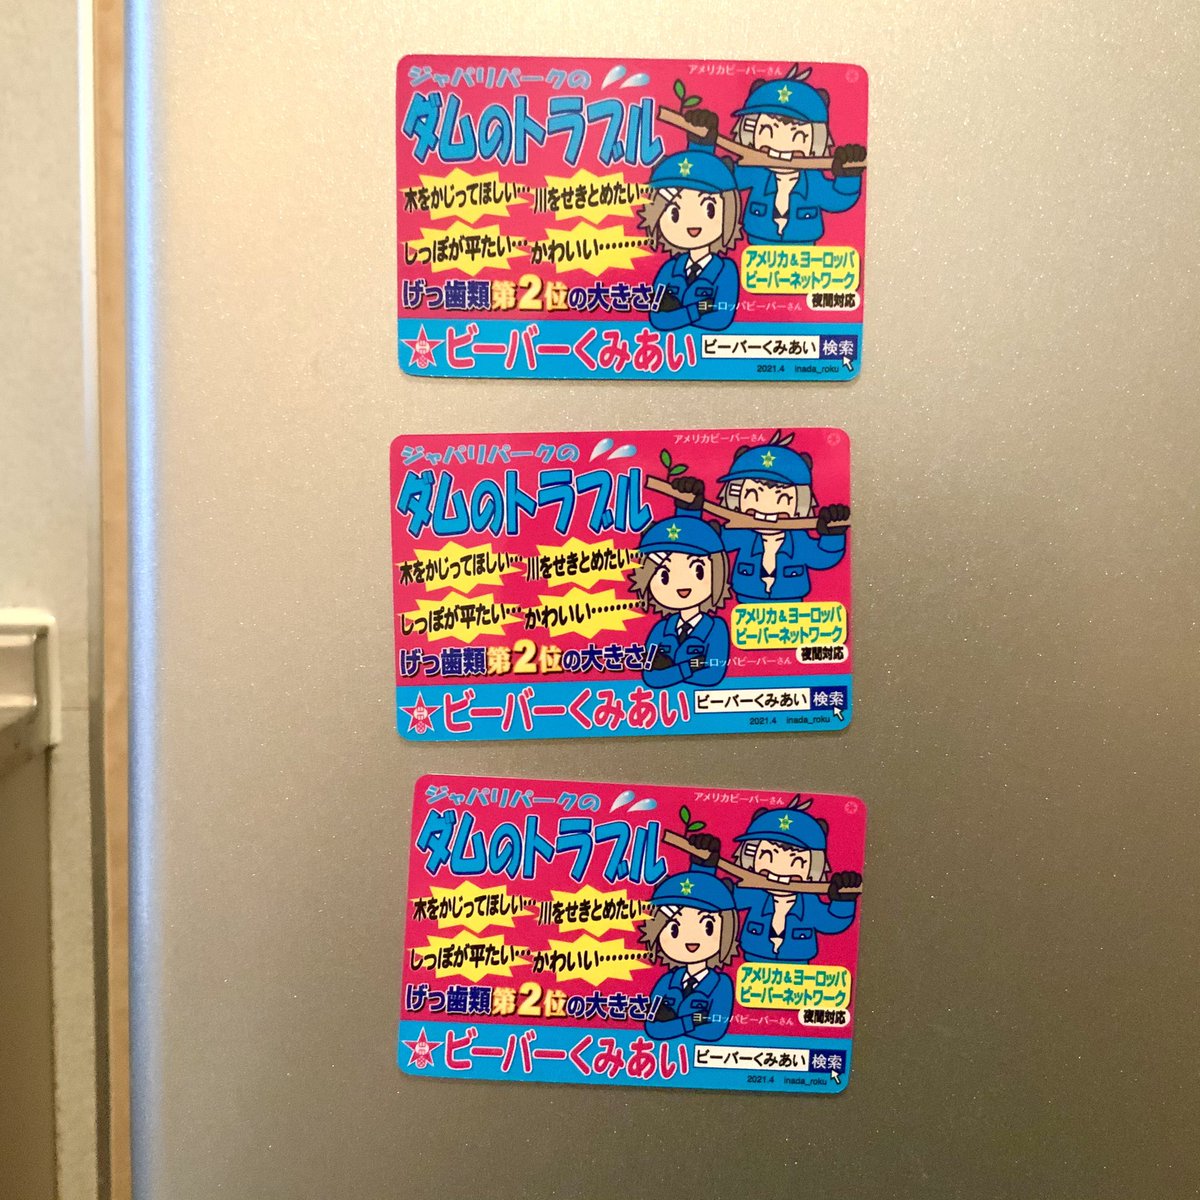 ジャパリパークの
ダムのトラブル
アメリカビーバーさん
木をかじってほしい…
川をせきとめたい…
しっぽが平たい…
かわいい………
アメリカ&ヨーロッパ
ビーバーネットワーク
夜間対応
げっ歯類第2位の大きさ!
ヨーロッパビーバーさん
ビーバーくみあい
ビーバーくみあい 検索
2021.4 inada_roku
ジャパリパークの
ダムのトラブル
アメリカビーバーさん
木をかじってほしい…
川をせきとめたい…
しっぽが平たい…
かわいい………
アメリカ&ヨーロッパ
ビーバーネットワーク
夜間対応
げっ歯類第2位の大きさ!
ヨーロッパビーバーさん
ビーバーくみあい
ビーバーくみあい 検索
2021.4 inada_roku
ジャパリパークの
ダムのトラブル
アメリカビーバーさん
木をかじってほしい…
川をせきとめたい…
しっぽが平たい…
かわいい………
アメリカ&ヨーロッパ
ビーバーネットワーク
夜間対応
げっ歯類第2位の大きさ!
ヨーロッパビーバーさん
ビーバーくみあい
ビーバーくみあい 検索
2021.4 inada_roku